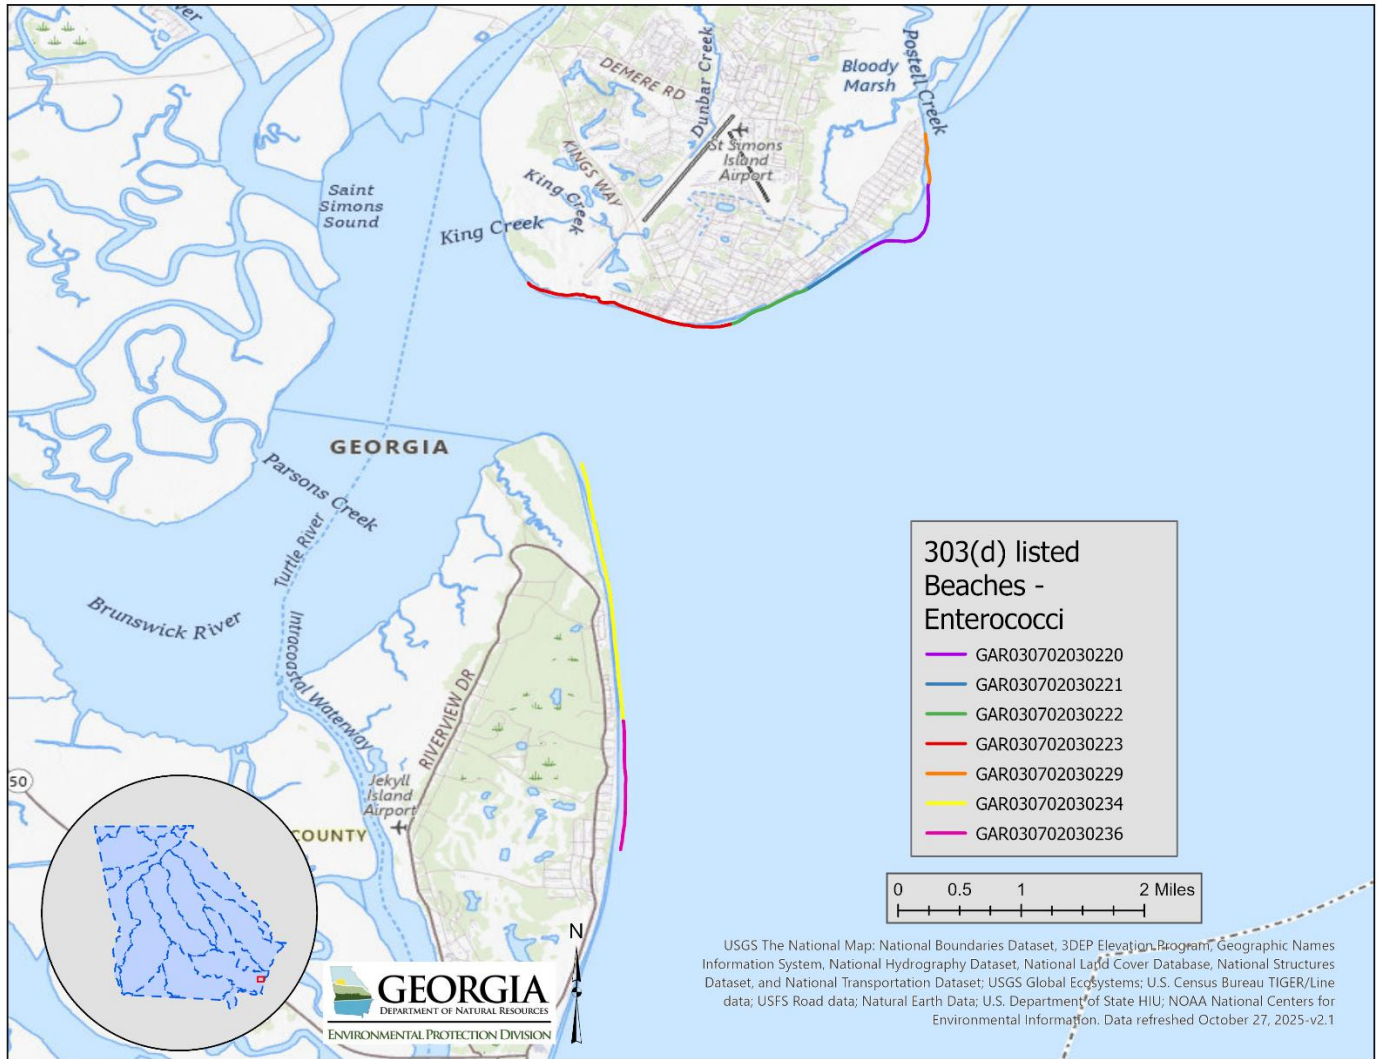 ver
DEMERE RD
Dunbar Creek
Bloody
Marsh
Postell Creek
St Simons
Island
Airport
KINGS WAY
King Creek
Saint
Simons
Sound
King Creek
GEORGIA
Parsons Creek
Turtle River
Brunswick River
Intracoastal Waterway
RIVERVIEW DR
50
Jekyll
Island
Airport
COUNTY
303(d) listed
Beaches -
Enterococci
GAR030702030220
GAR030702030221
GAR030702030222
GAR030702030223
GAR030702030229
GAR030702030234
GAR030702030236
0 0.5 1 2 Miles
N
GEORGIA
DEPARTMENT OF NATURAL RESOURCES
ENVIRONMENTAL PROTECTION DIVISION
USGS The National Map: National Boundaries Dataset, 3DEP Elevation Program, Geographic Names
Information System, National Hydrography Dataset, National Land Cover Database, National Structures
Dataset, and National Transportation Dataset; USGS Global Ecosystems; U.S. Census Bureau TIGER/Line
data; USFS Road data; Natural Earth Data; U.S. Department of State HIU; NOAA National Centers for
Environmental Information. Data refreshed October 27, 2025-v2.1